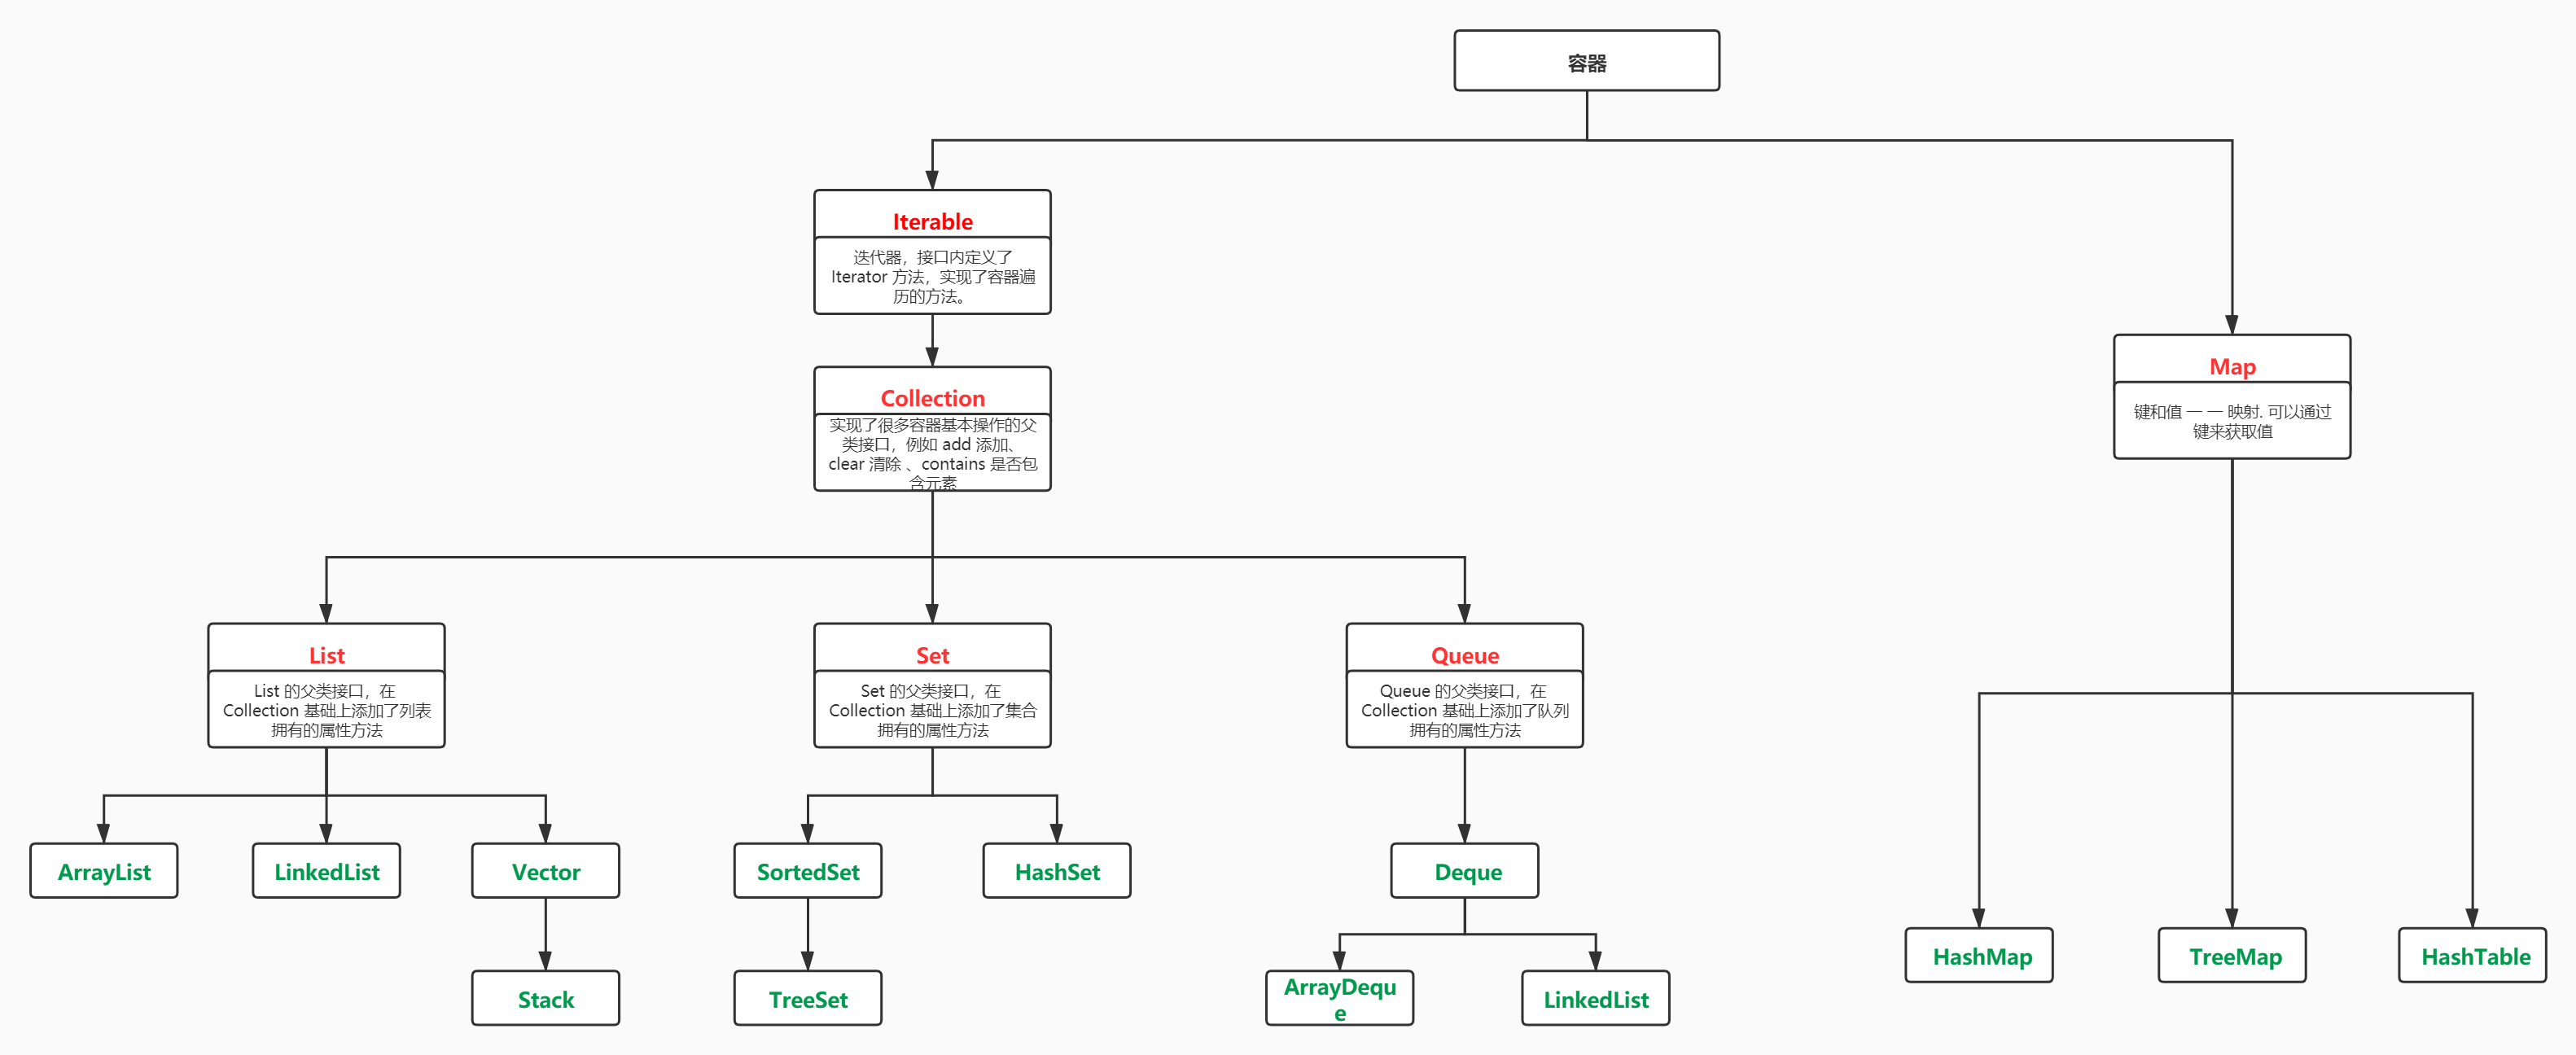 容器
Iterable
迭代器，接口内定义了
Iterator 方法，实现了容器遍
历的方法。
Collection
实现了很多容器基本操作的父
类接口，例如 add 添加、
clear 清除 、contains 是否包
含元素
Map
键和值 一 一 映射. 可以通过
键来获取值
List
List 的父类接口，在
Collection 基础上添加了列表
拥有的属性方法
Set
Set 的父类接口，在
Collection 基础上添加了集合
拥有的属性方法
Queue
Queue 的父类接口，在
Collection 基础上添加了队列
拥有的属性方法
ArrayList
LinkedList
Vector
SortedSet
HashSet
Deque
HashMap
TreeMap
HashTable
Stack
TreeSet
ArrayDequ
e
LinkedList